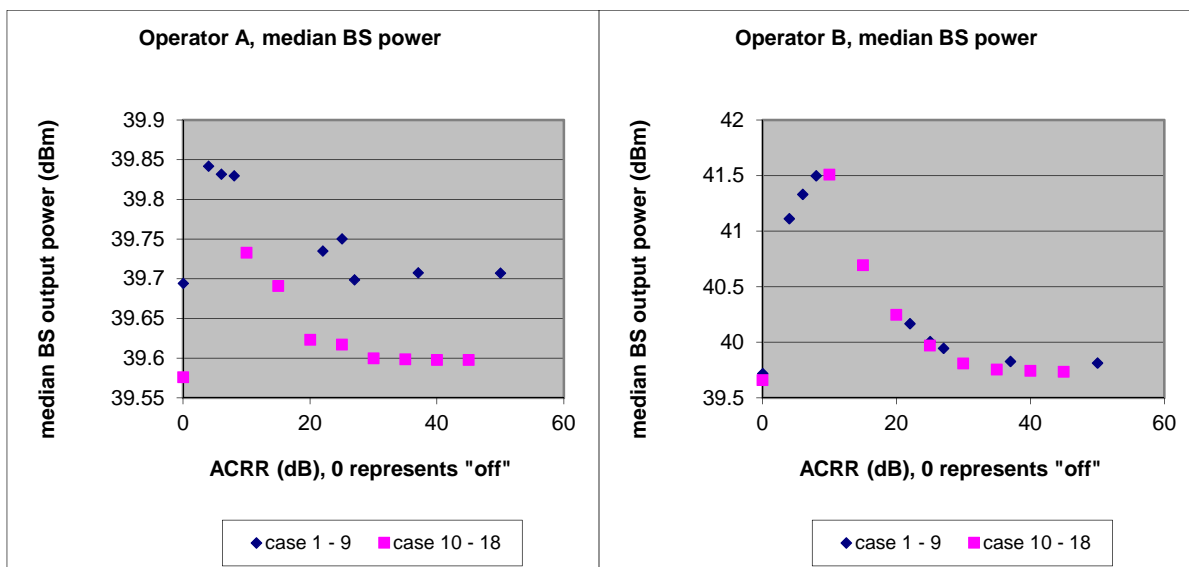 Operator A, median BS power
median BS output power (dBm)
39.9
39.85
39.8
39.75
39.7
39.65
39.6
39.55
0
20
40
60
ACRR (dB), 0 represents "off"
case 1 - 9
case 10 - 18
Operator B, median BS power
median BS output power (dBm)
42
41.5
41
40.5
40
39.5
0
20
40
60
ACRR (dB), 0 represents "off"
case 1 - 9
case 10 - 18